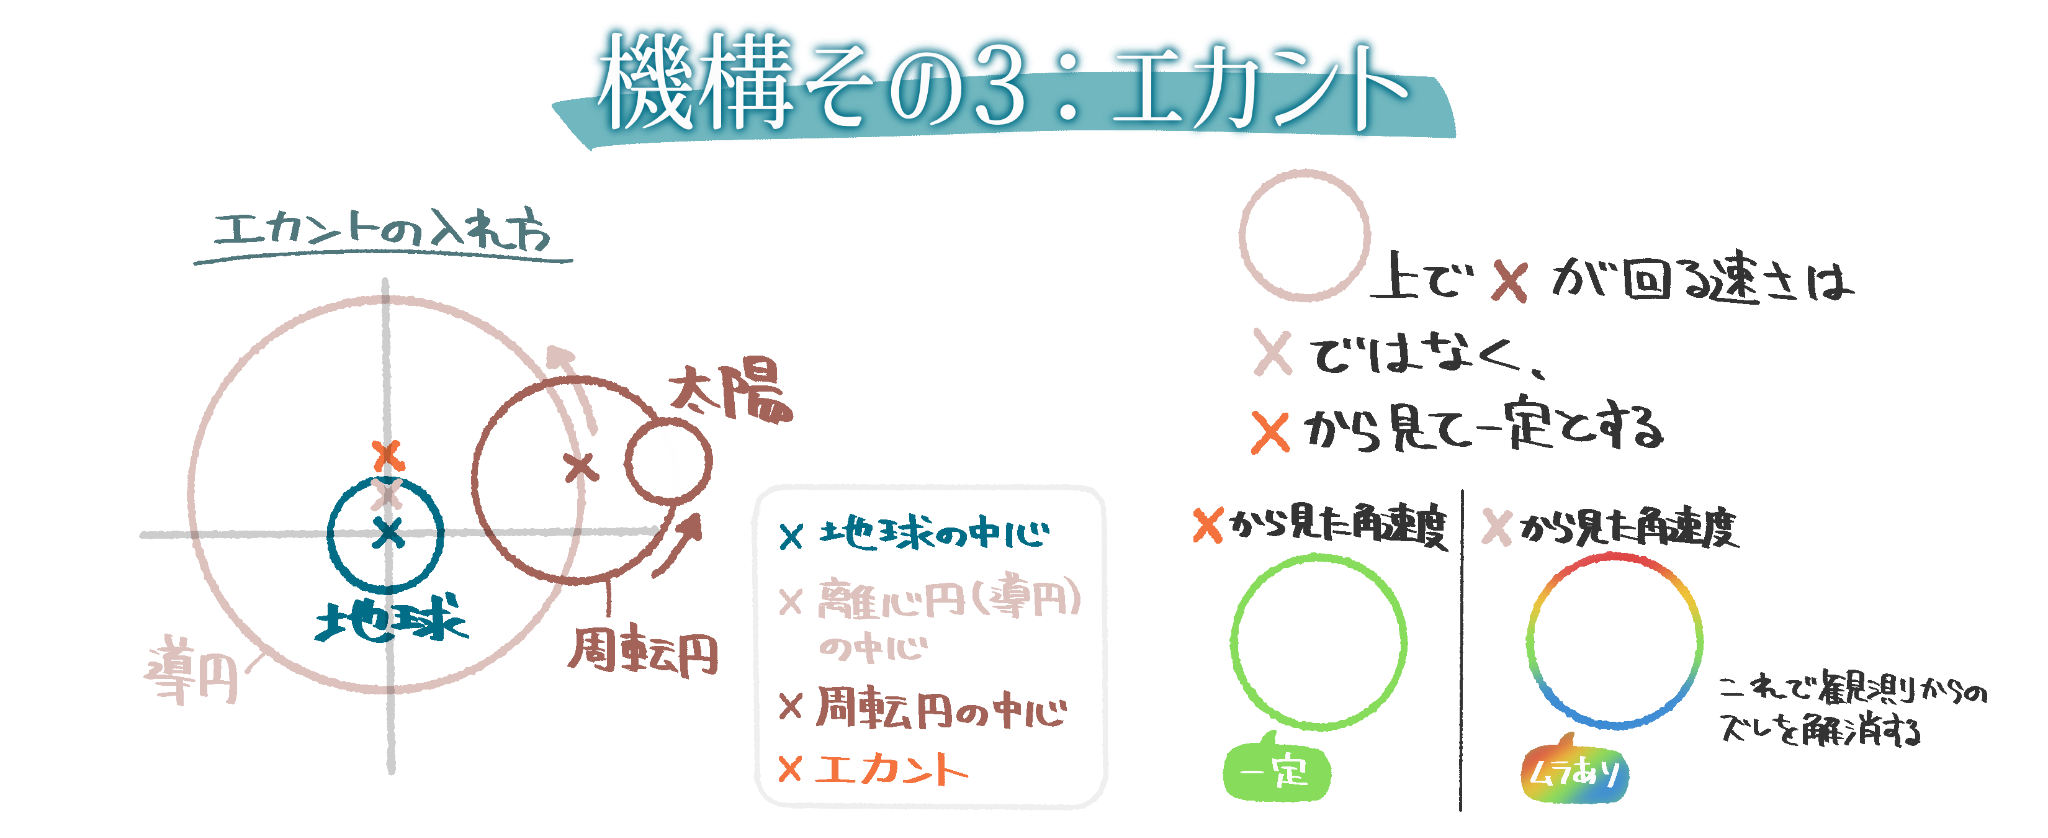 機構その3：エカント
エカントの入れ方
太陽
地球
導円
周転円
× 地球の中心
× 離心円（導円）
の中心
× 周転円の中心
× エカント
上で × が回る速さは
× ではなく、
× から見て一定とする
× から見た角速度
一定
× から見た角速度
ムラあり
これで観測からの
ズレを解消する